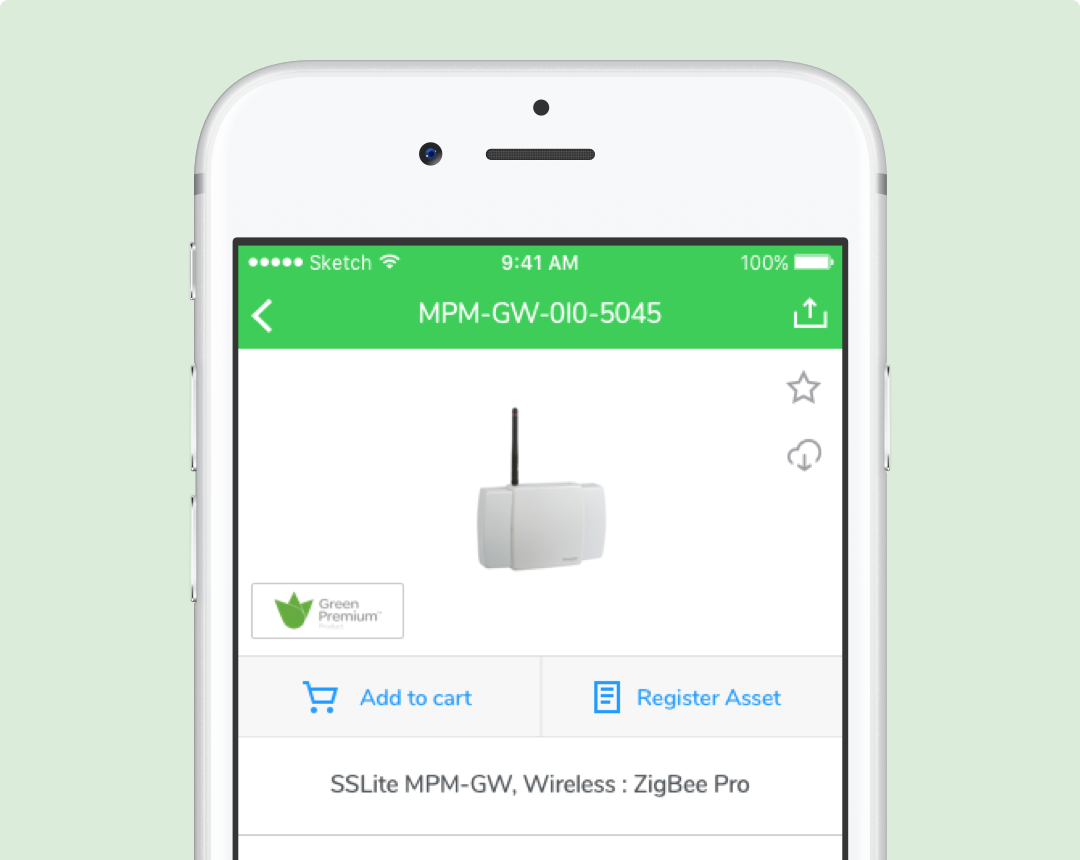 Sketch
9:41 AM
100%
MPM-GW-0I0-5045
Green
Premium™
Product
Add to cart
Register Asset
SSLite MPM-GW, Wireless : ZigBee Pro